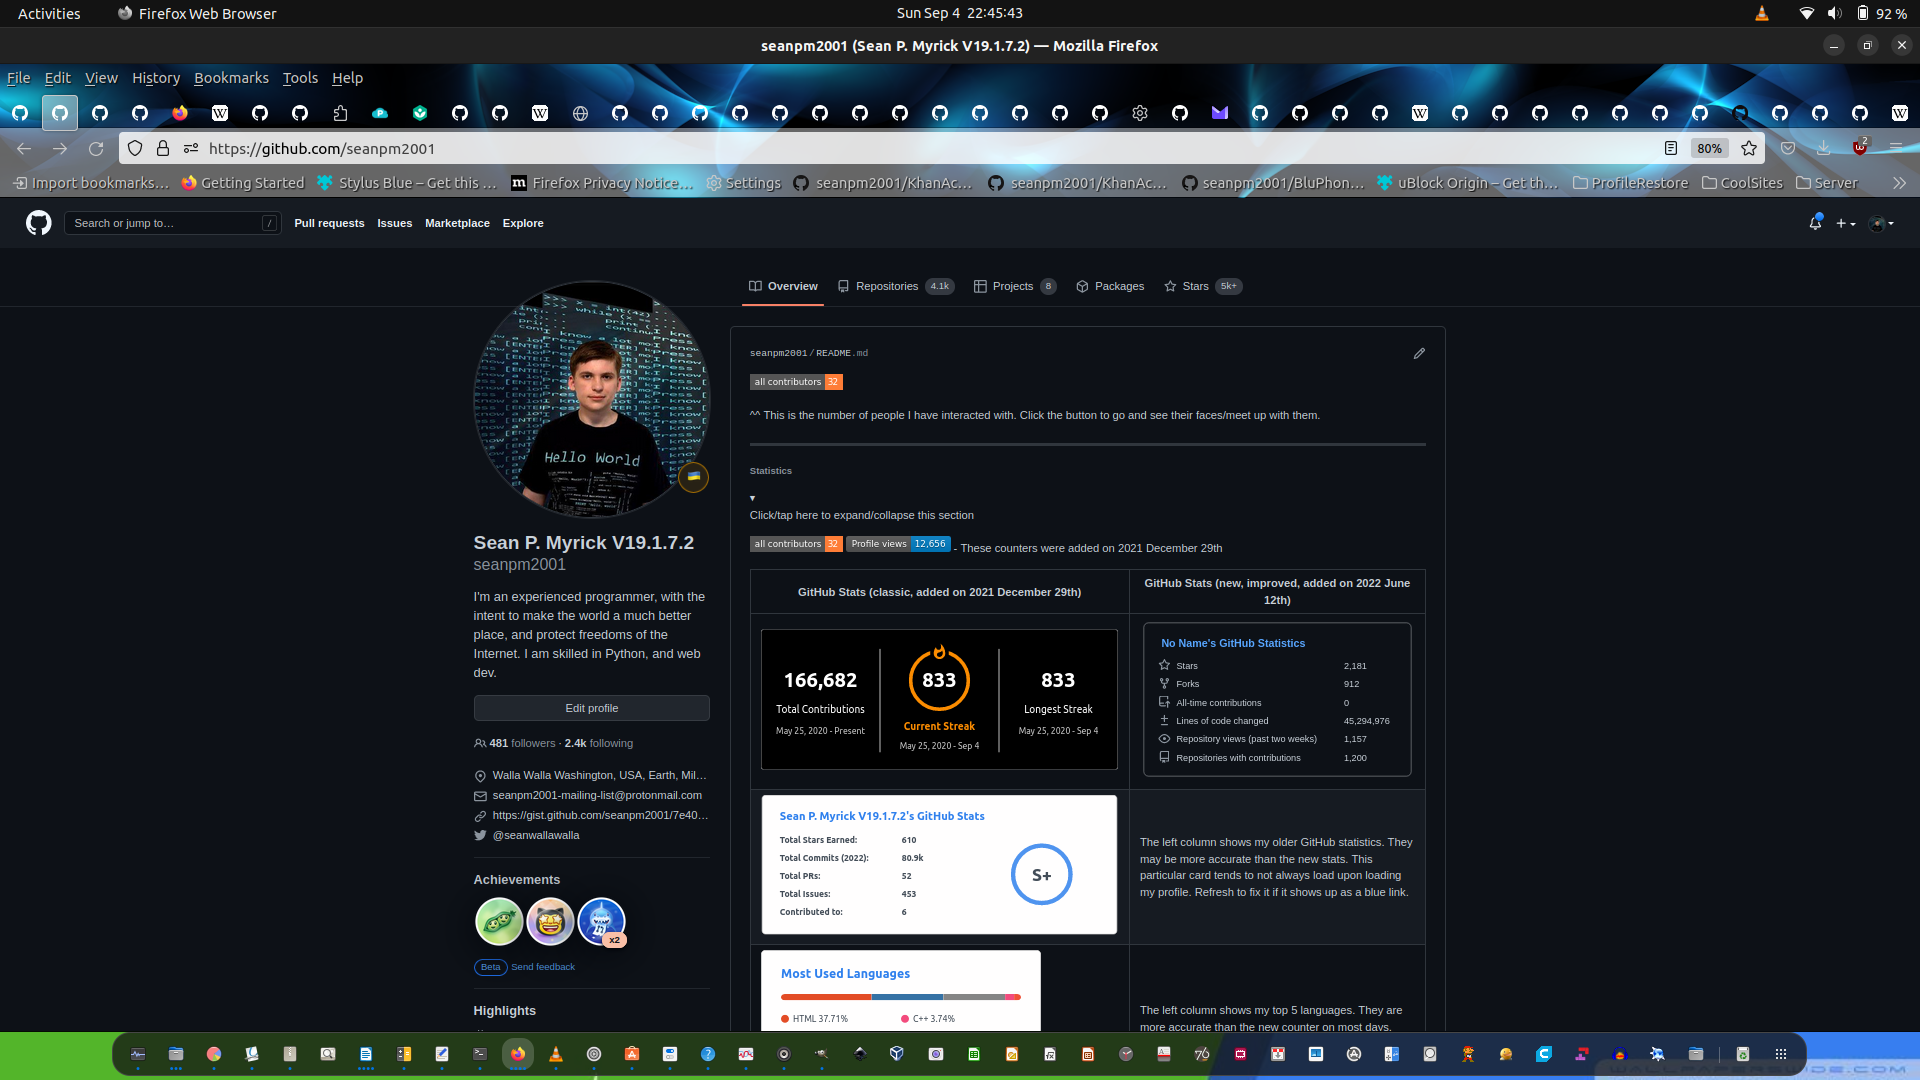 Activities
Firefox Web Browser
Sun Sep 4 22:45:43
92 %
seanpm2001 (Sean P. Myrick V19.1.7.2) — Mozilla Firefox
File Edit View History Bookmarks Tools Help
https://github.com/seanpm2001
80%
2
Import bookmarks…
Getting Started
Stylus Blue – Get this …
Firefox Privacy Notice…
Settings
seanpm2001/KhanAc…
seanpm2001/KhanAc…
seanpm2001/BluPhon…
uBlock Origin – Get th…
ProfileRestore
CoolSites
Server
Search or jump to…
/
Pull requests
Issues
Marketplace
Explore
Overview
Repositories 4.1k
Projects 8
Packages
Stars 5k+
Hello World
Sean P. Myrick V19.1.7.2
seanpm2001
I'm an experienced programmer, with the
intent to make the world a much better
place, and protect freedoms of the
Internet. I am skilled in Python, and web
dev.
Edit profile
481 followers · 2.4k following
Walla Walla Washington, USA, Earth, Mil…
seanpm2001-mailing-list@protonmail.com
https://gist.github.com/seanpm2001/7e40…
@seanwallawalla
Achievements
x2
Beta Send feedback
Highlights
seanpm2001/README.md
all contributors 32
^^ This is the number of people I have interacted with. Click the button to go and see their faces/meet up with them.
Statistics
▾
Click/tap here to expand/collapse this section
all contributors 32 Profile views 12,656 - These counters were added on 2021 December 29th
GitHub Stats (classic, added on 2021 December 29th)
GitHub Stats (new, improved, added on 2022 June
12th)
166,682
Total Contributions
May 25, 2020 - Present
833
Current Streak
May 25, 2020 - Sep 4
833
Longest Streak
May 25, 2020 - Sep 4
No Name's GitHub Statistics
Stars 2,181
Forks 912
All-time contributions 0
Lines of code changed 45,294,976
Repository views (past two weeks) 1,157
Repositories with contributions 1,200
Sean P. Myrick V19.1.7.2's GitHub Stats
Total Stars Earned: 610
Total Commits (2022): 80.9k
Total PRs: 52
Total Issues: 453
Contributed to: 6
S+
The left column shows my older GitHub statistics. They
may be more accurate than the new stats. This
particular card tends to not always load upon loading
my profile. Refresh to fix it if it shows up as a blue link.
Most Used Languages
HTML 37.71%
C++ 3.74%
The left column shows my top 5 languages. They are
more accurate than the new counter on most days.